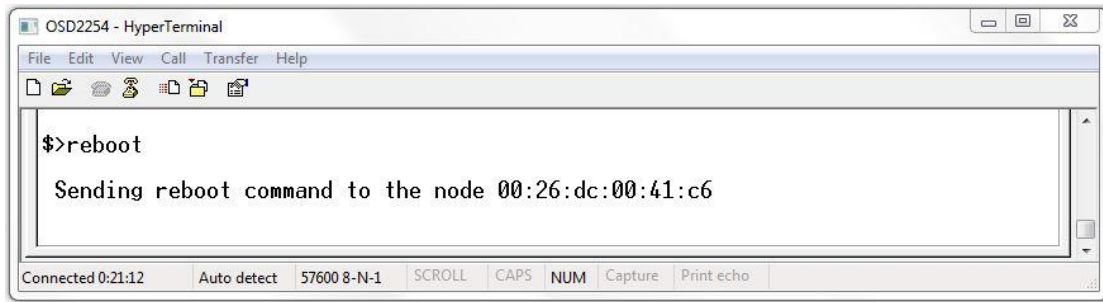 OSD2254 - HyperTerminal
File Edit View Call Transfer Help
$>reboot
Sending reboot command to the node 00:26:dc:00:41:c6
Connected 0:21:12 Auto detect 57600 8-N-1 SCROLL CAPS NUM Capture Print echo